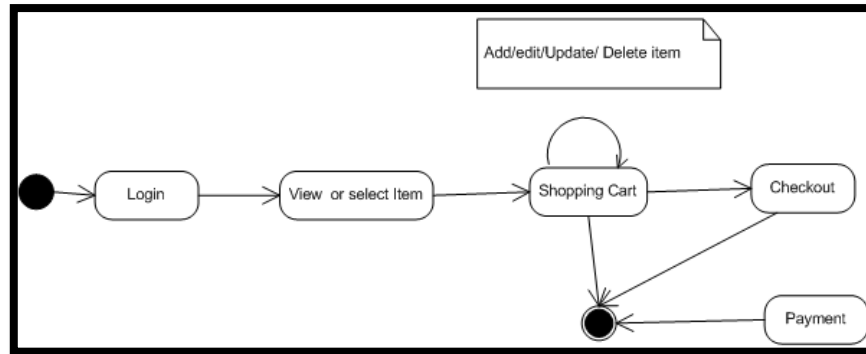 Add/edit/Update/ Delete item
Login
View or select Item
Shopping Cart
Checkout
Payment